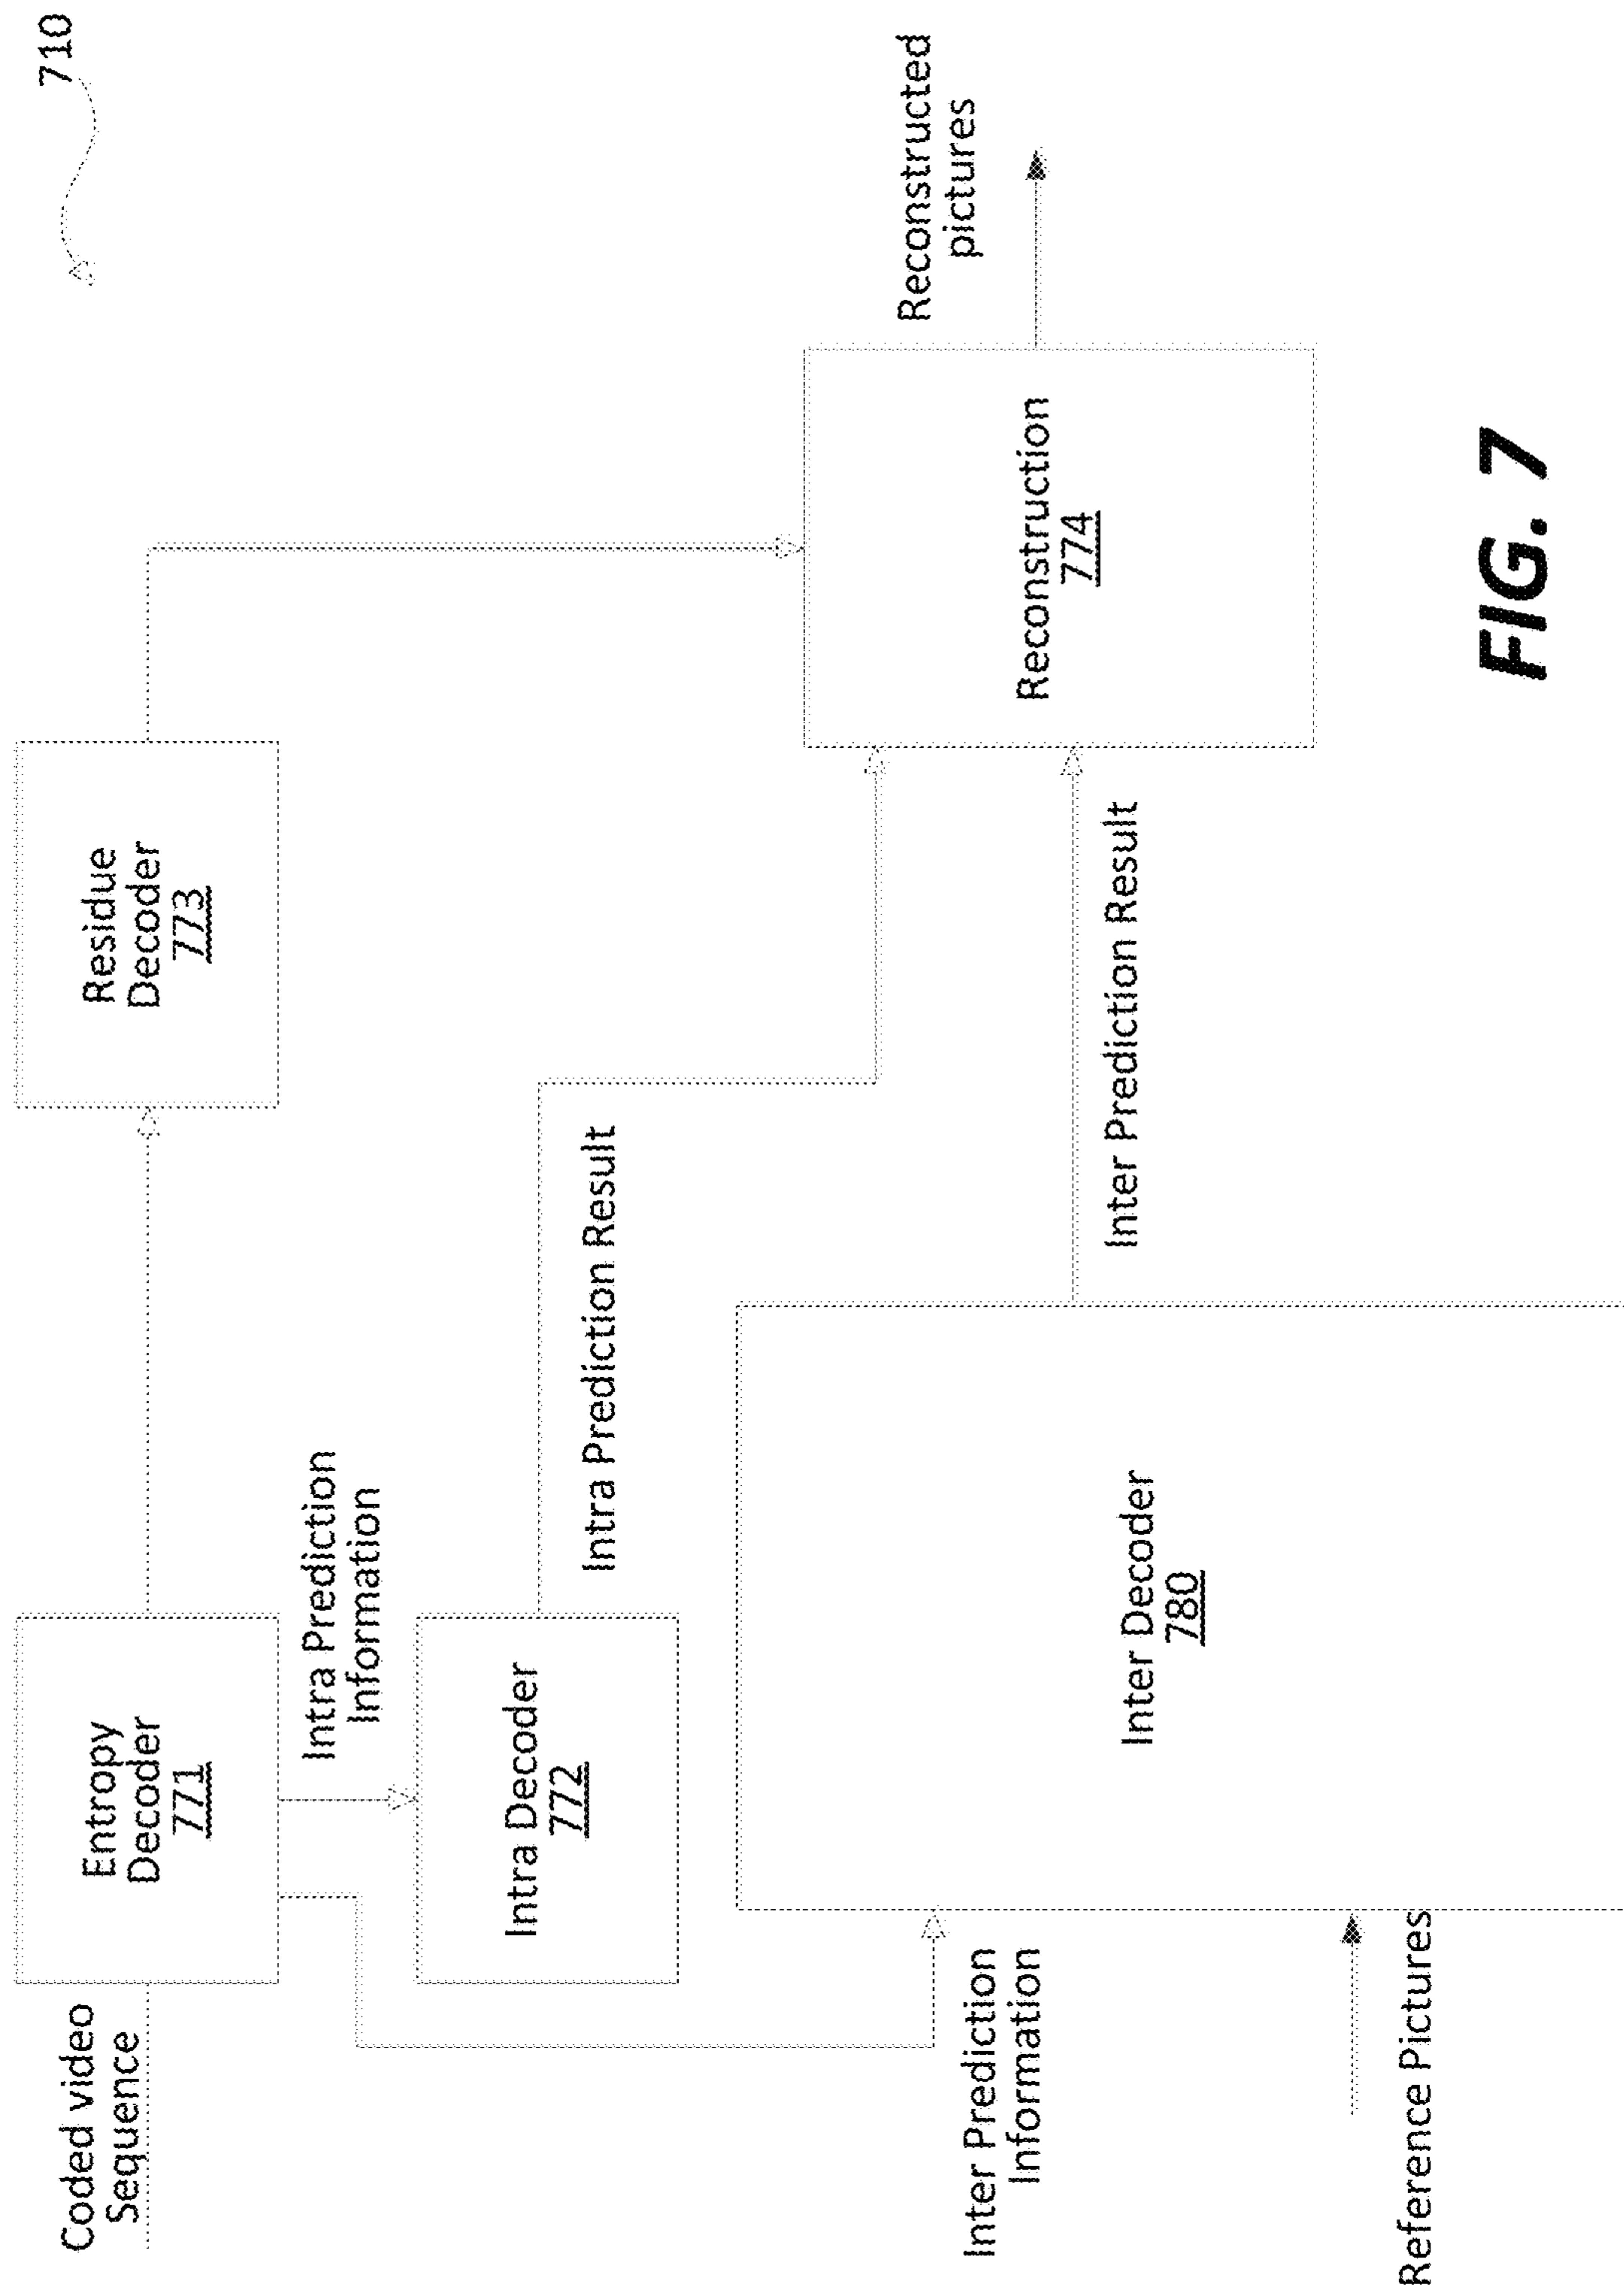 710
Coded video
Sequence
Entropy
Decoder
771
Residue
Decoder
773
Intra Prediction
Information
Intra Decoder
772
Intra Prediction Result
Reconstructed
pictures
Reconstruction
774
Inter Prediction
Information
Inter Decoder
780
Inter Prediction Result
Reference Pictures
FIG. 7